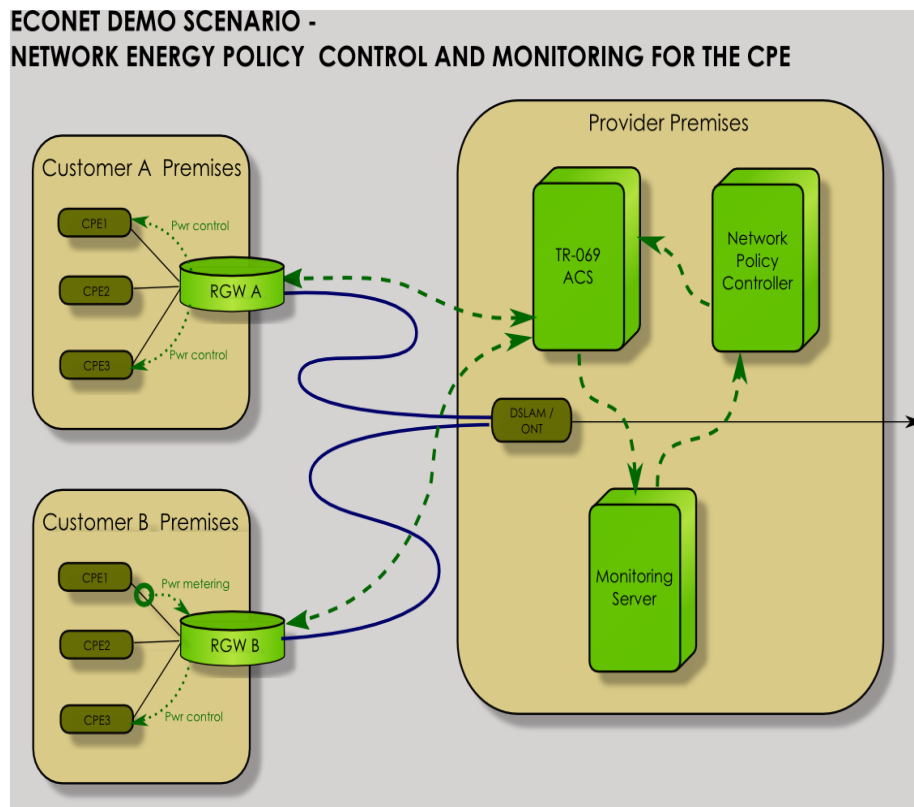 ECONET DEMO SCENARIO -
NETWORK ENERGY POLICY CONTROL AND MONITORING FOR THE CPE
Provider Premises
Customer A Premises
CPE1
Pwr control
CPE2
RGW A
CPE3
Pwr control
TR-069
ACS
Network
Policy
Controller
DSLAM /
ONT
Customer B Premises
CPE1
Pwr metering
CPE2
RGW B
CPE3
Pwr control
Monitoring
Server